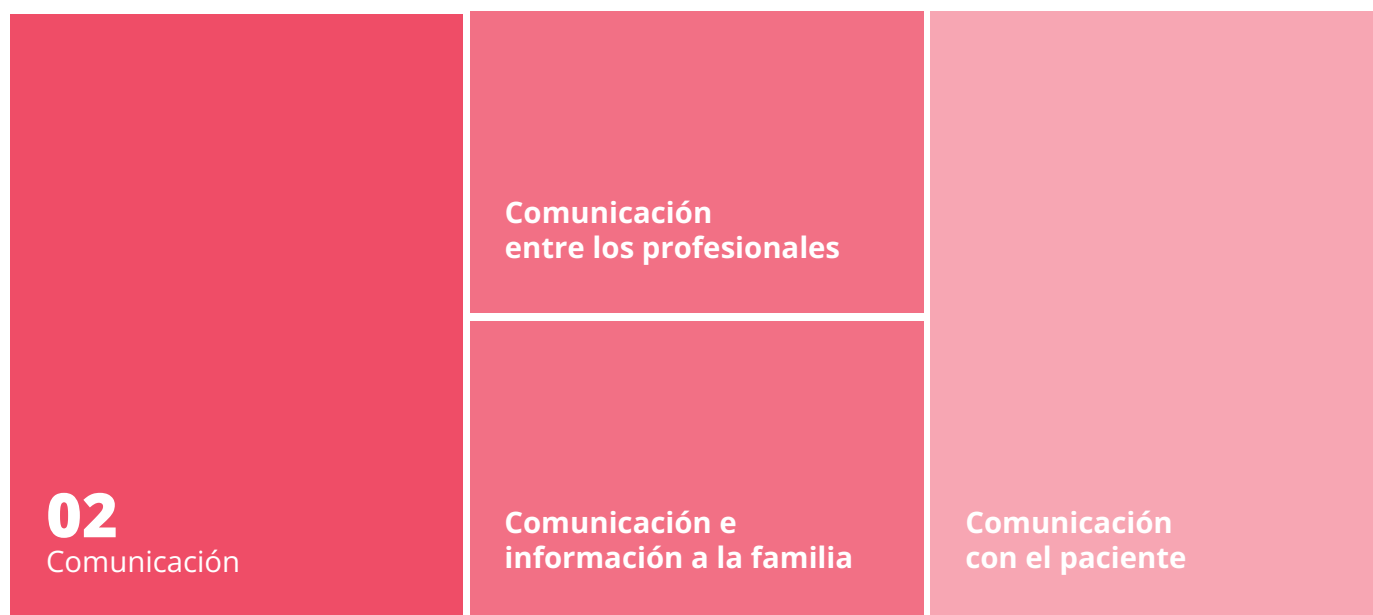 02
Comunicación
Comunicación
entre los profesionales
Comunicación e
información a la familia
Comunicación
con el paciente